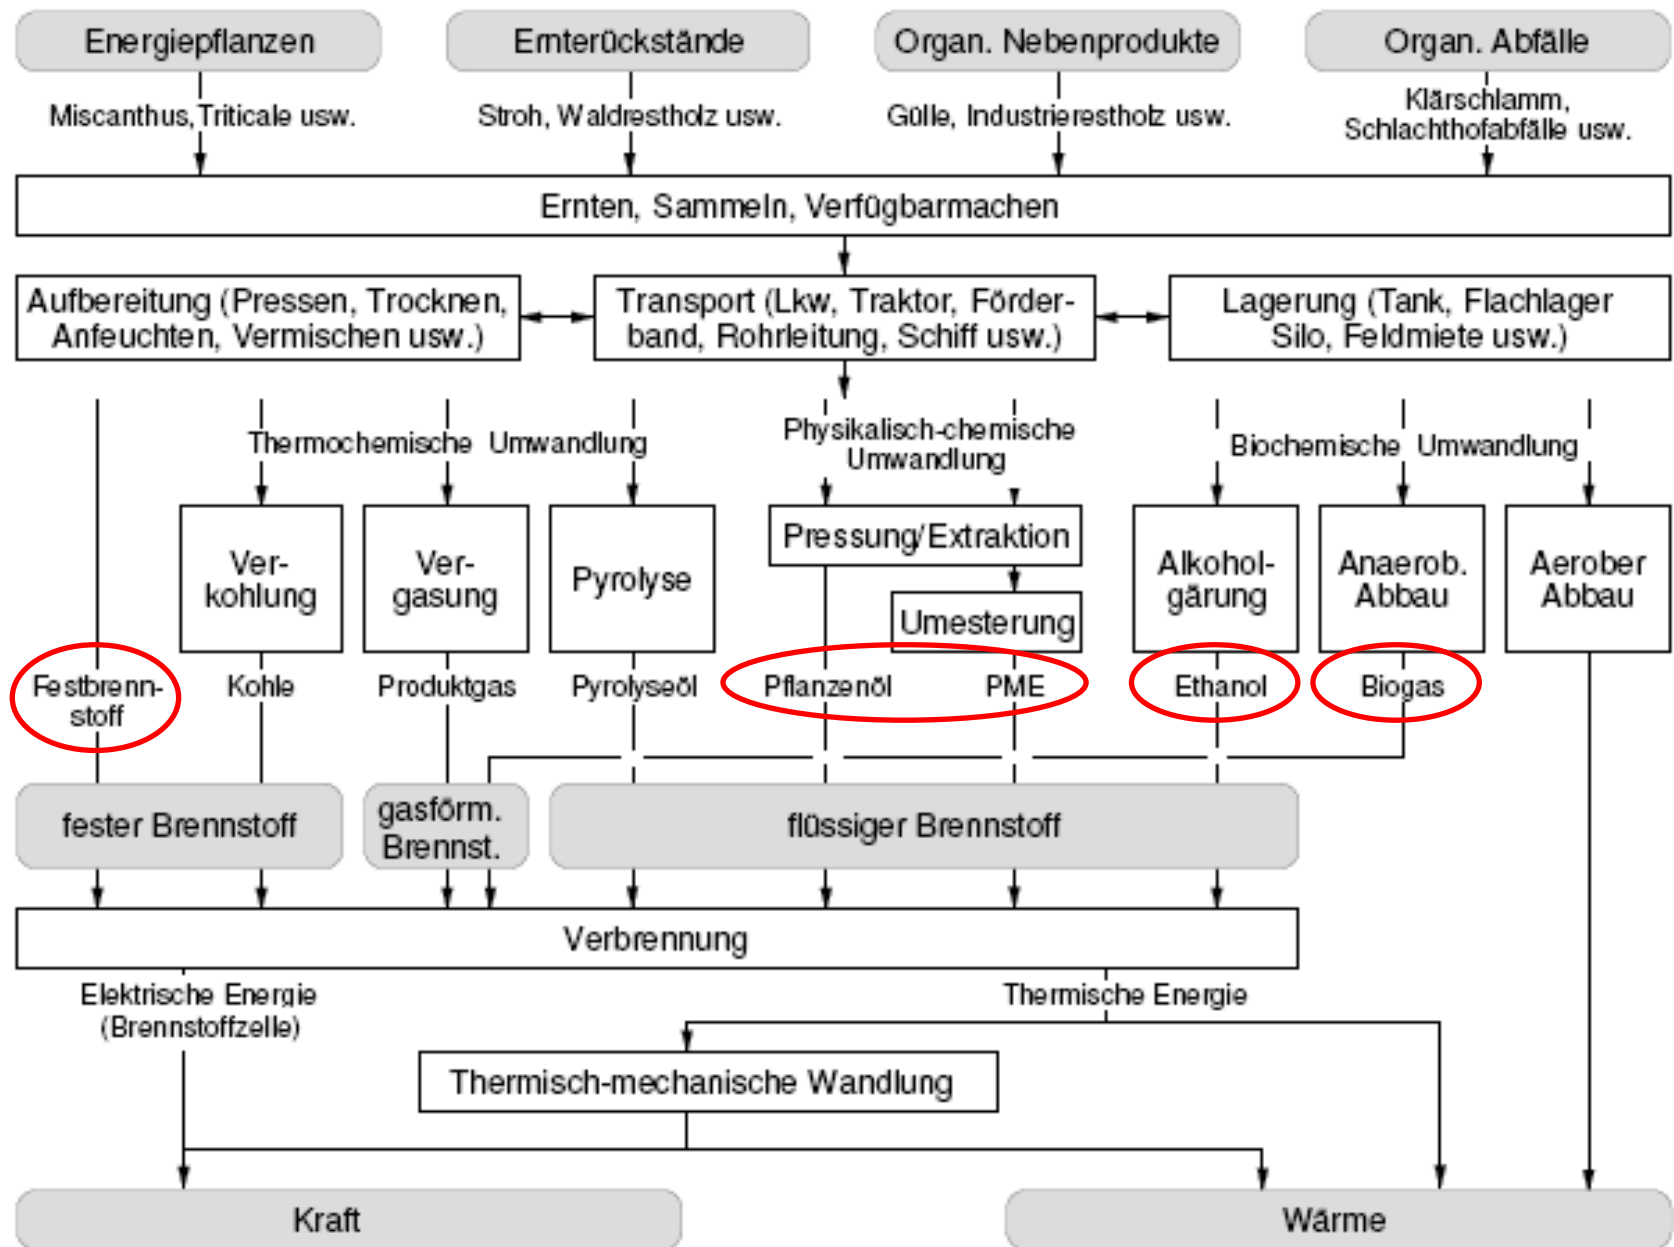 Energiepflanzen
Ernterückstände
Organ. Nebenprodukte
Organ. Abfälle
Miscanthus, Triticale usw.
Stroh, Waldrestholz usw.
Gülle, Industrierestholz usw.
Klärschlamm,
Schlachthofabfälle usw.
Ernten, Sammeln, Verfügbarmachen
Aufbereitung (Pressen, Trocknen,
Anfeuchten, Vermischen usw.)
Transport (Lkw, Traktor, Förder-
band, Rohrleitung, Schiff usw.)
Lagerung (Tank, Flachlager
Silo, Feldmiete usw.)
Thermochemische Umwandlung
Physikalisch-chemische
Umwandlung
Biochemische Umwandlung
Ver-
kohlung
Ver-
gasung
Pyrolyse
Pressung/Extraktion
Umesterung
Alkohol-
gärung
Anaerob.
Abbau
Aerober
Abbau
Festbrenn-
stoff
Kohle
Produktgas
Pyrolyseöl
Pflanzenöl
PME
Ethanol
Biogas
fester Brennstoff
gasförm.
Brennst.
flüssiger Brennstoff
Verbrennung
Elektrische Energie
(Brennstoffzelle)
Thermische Energie
Thermisch-mechanische Wandlung
Kraft
Wärme